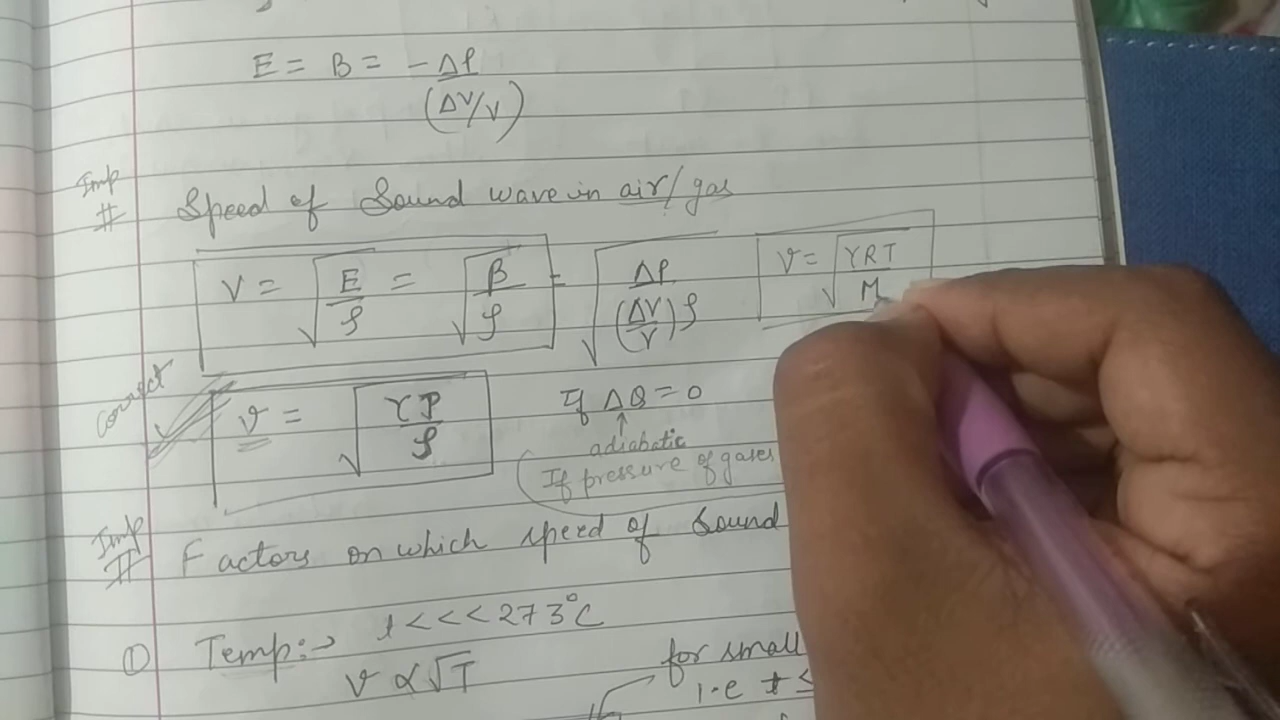 E = B = -ΔP/(ΔV/V)
Imp
# Speed of Sound wave in air/gas
V = √(E/ρ) = √(B/ρ) = √(ΔP/(ΔV/V)ρ) v = √(γRT/M)
Correct
v = √(γP/ρ) If ΔQ = 0
↑
adiabatic
If pressure of gases
Imp
# Factors on which speed of Sound
① Temp:→ t<<<273°C
v ∝ √T
for small
i.e t ≤